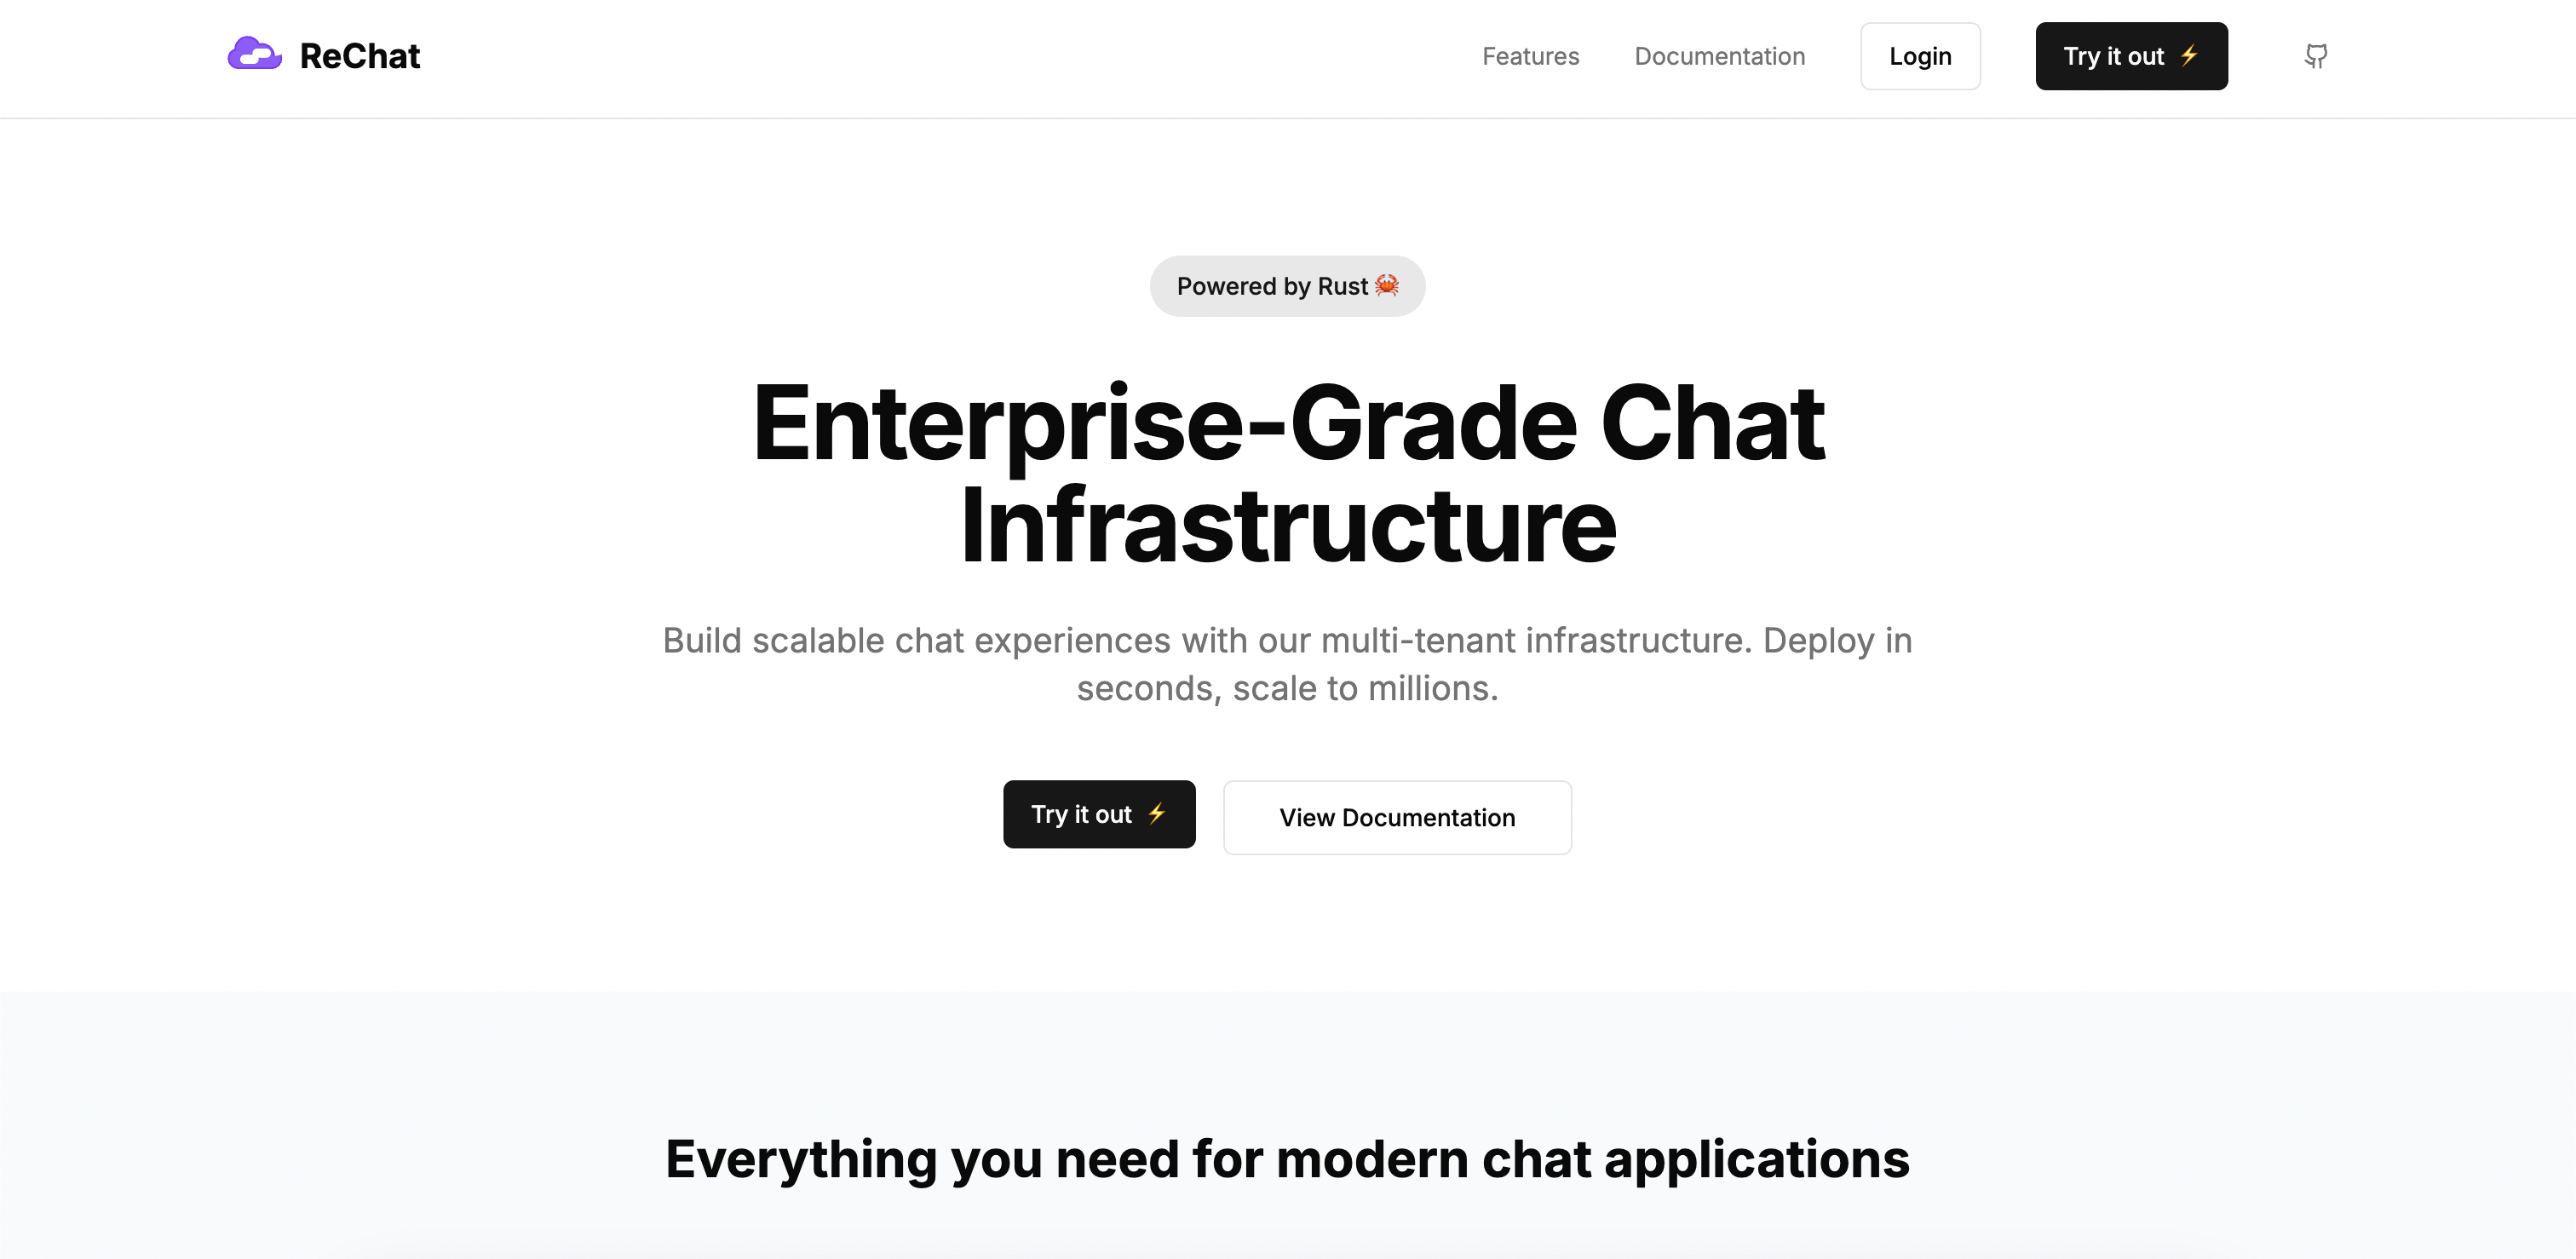 ReChat
Features
Documentation
Login
Try it out ⚡
Powered by Rust 🦀
Enterprise-Grade Chat
Infrastructure
Build scalable chat experiences with our multi-tenant infrastructure. Deploy in
seconds, scale to millions.
Try it out ⚡
View Documentation
Everything you need for modern chat applications